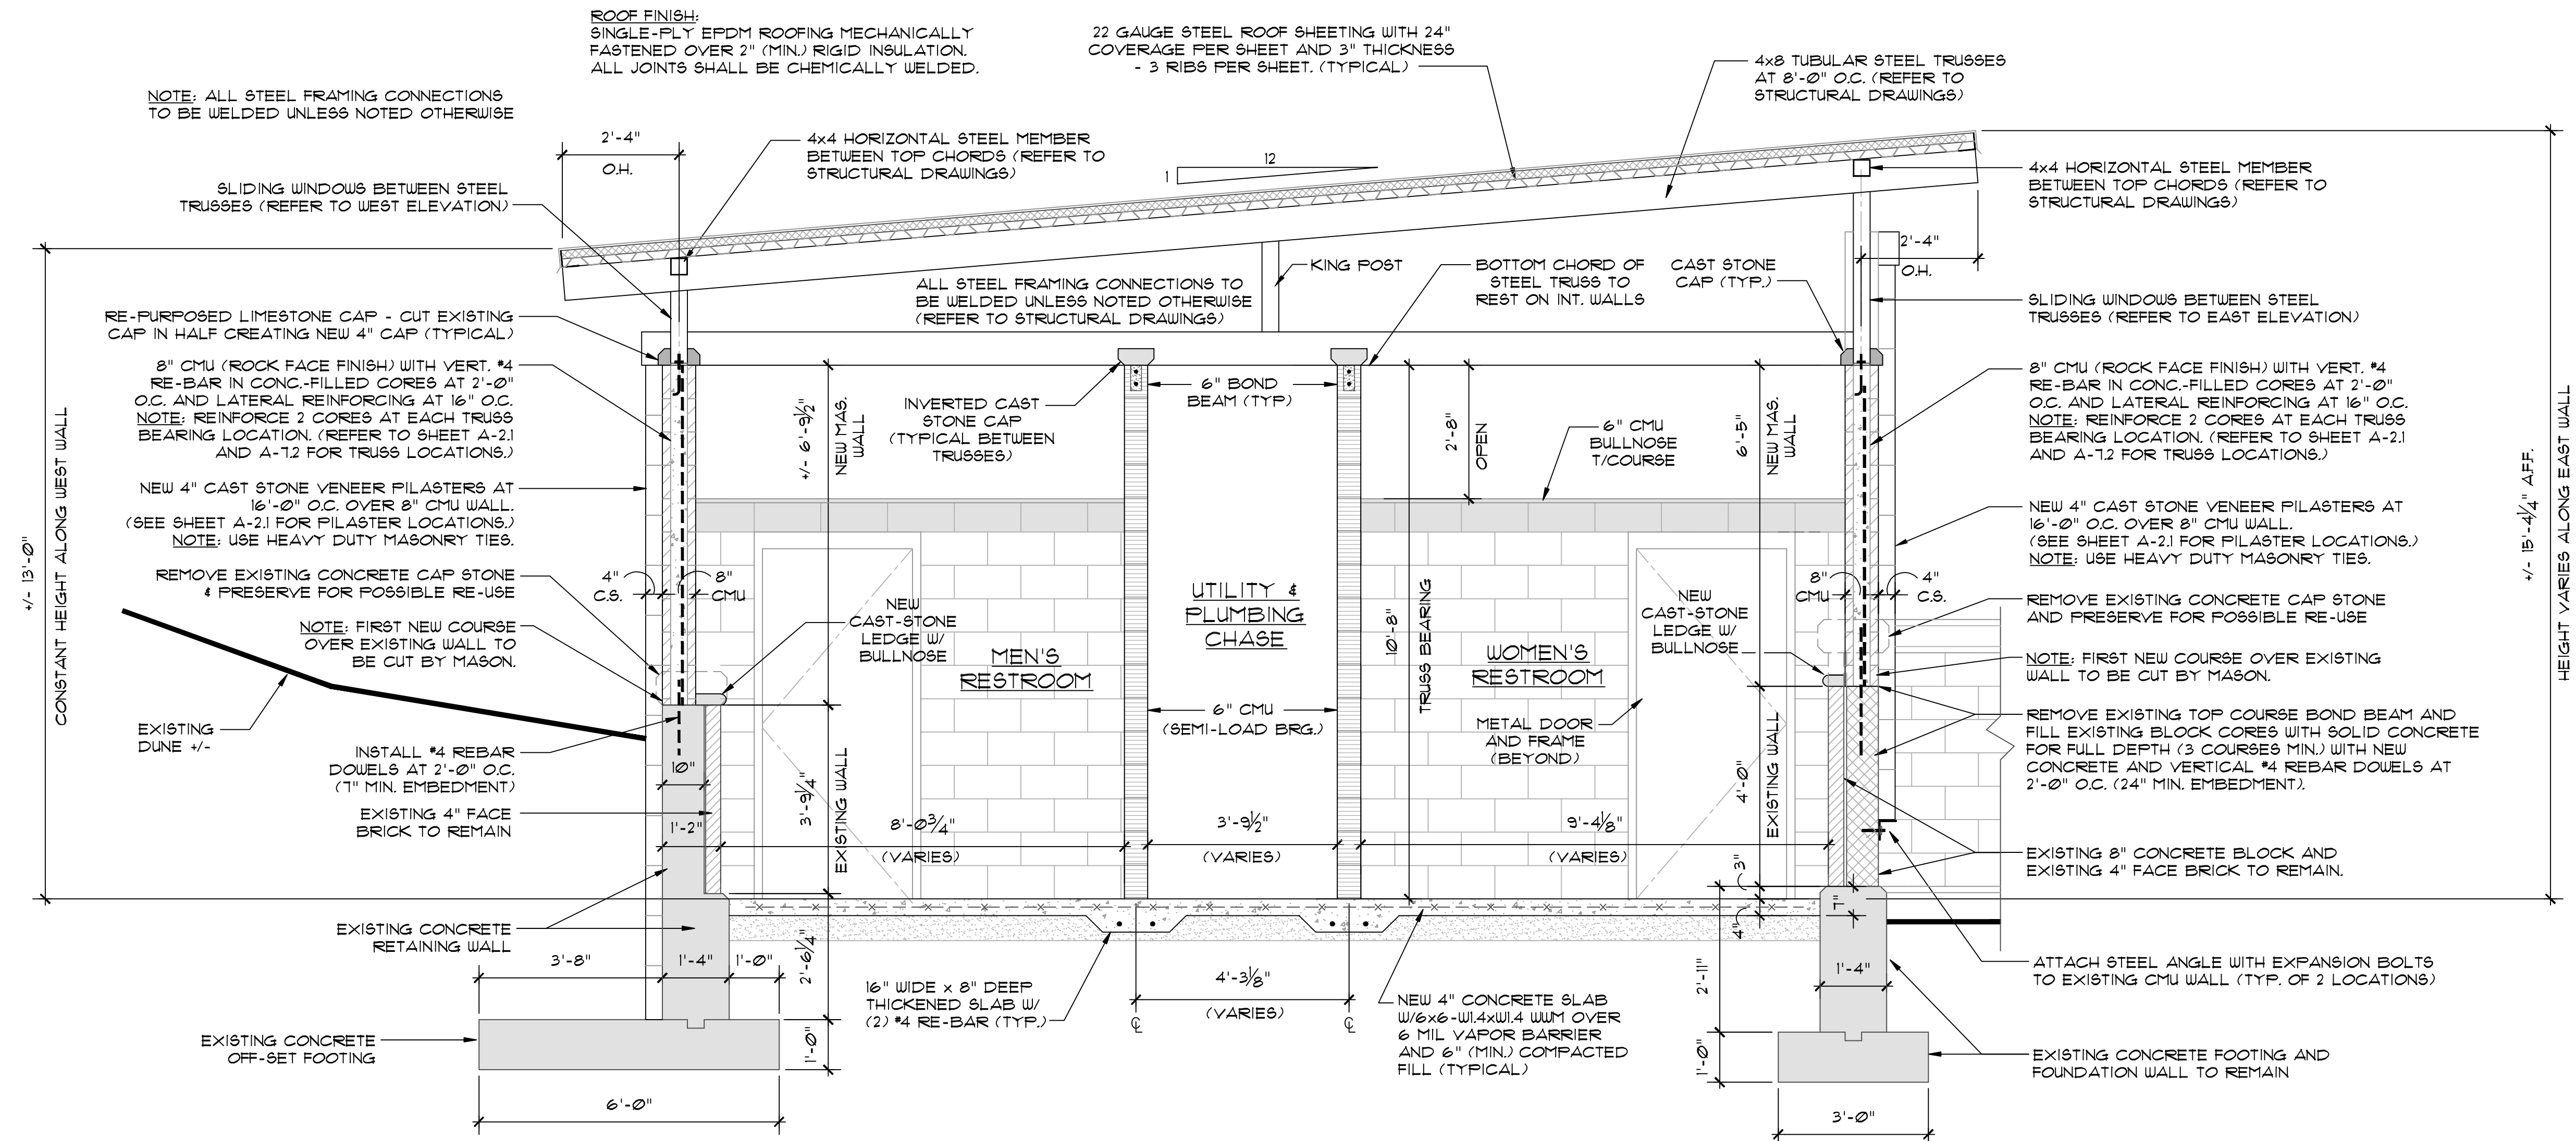 ROOF FINISH:
SINGLE-PLY EPDM ROOFING MECHANICALLY
FASTENED OVER 2" (MIN.) RIGID INSULATION.
ALL JOINTS SHALL BE CHEMICALLY WELDED.
22 GAUGE STEEL ROOF SHEETING WITH 24"
COVERAGE PER SHEET AND 3" THICKNESS
- 3 RIBS PER SHEET. (TYPICAL)
4x8 TUBULAR STEEL TRUSSES
AT 8'-0" O.C. (REFER TO
STRUCTURAL DRAWINGS)
NOTE: ALL STEEL FRAMING CONNECTIONS
TO BE WELDED UNLESS NOTED OTHERWISE
2'-4"
O.H.
4x4 HORIZONTAL STEEL MEMBER
BETWEEN TOP CHORDS (REFER TO
STRUCTURAL DRAWINGS)
12
1
4x4 HORIZONTAL STEEL MEMBER
BETWEEN TOP CHORDS (REFER TO
STRUCTURAL DRAWINGS)
SLIDING WINDOWS BETWEEN STEEL
TRUSSES (REFER TO WEST ELEVATION)
2'-4"
O.H.
KING POST
BOTTOM CHORD OF
STEEL TRUSS TO
REST ON INT. WALLS
CAST STONE
CAP (TYP.)
ALL STEEL FRAMING CONNECTIONS TO
BE WELDED UNLESS NOTED OTHERWISE
(REFER TO STRUCTURAL DRAWINGS)
SLIDING WINDOWS BETWEEN STEEL
TRUSSES (REFER TO EAST ELEVATION)
RE-PURPOSED LIMESTONE CAP - CUT EXISTING
CAP IN HALF CREATING NEW 4" CAP (TYPICAL)
8" CMU (ROCK FACE FINISH) WITH VERT. #4
RE-BAR IN CONC.-FILLED CORES AT 2'-0"
O.C. AND LATERAL REINFORCING AT 16" O.C.
NOTE: REINFORCE 2 CORES AT EACH TRUSS
BEARING LOCATION. (REFER TO SHEET A-2.1
AND A-7.2 FOR TRUSS LOCATIONS.)
8" CMU (ROCK FACE FINISH) WITH VERT. #4
RE-BAR IN CONC.-FILLED CORES AT 2'-0"
O.C. AND LATERAL REINFORCING AT 16" O.C.
NOTE: REINFORCE 2 CORES AT EACH TRUSS
BEARING LOCATION. (REFER TO SHEET A-2.1
AND A-7.2 FOR TRUSS LOCATIONS.)
+/- 6'-9 1/2"
NEW MAS.
WALL
INVERTED CAST
STONE CAP
(TYPICAL BETWEEN
TRUSSES)
6" BOND
BEAM (TYP)
2'-8"
OPEN
6" CMU
BULLNOSE
T/COURSE
6'-5"
NEW MAS.
WALL
NEW 4" CAST STONE VENEER PILASTERS AT
16'-0" O.C. OVER 8" CMU WALL.
(SEE SHEET A-2.1 FOR PILASTER LOCATIONS.)
NOTE: USE HEAVY DUTY MASONRY TIES.
NEW 4" CAST STONE VENEER PILASTERS AT
16'-0" O.C. OVER 8" CMU WALL.
(SEE SHEET A-2.1 FOR PILASTER LOCATIONS.)
NOTE: USE HEAVY DUTY MASONRY TIES.
+/- 13'-0"
CONSTANT HEIGHT ALONG WEST WALL
+/- 15'-4 1/4" A.F.F.
HEIGHT VARIES ALONG EAST WALL
REMOVE EXISTING CONCRETE CAP STONE
& PRESERVE FOR POSSIBLE RE-USE
4"
C.S.
8"
CMU
8"
CMU
4"
C.S.
REMOVE EXISTING CONCRETE CAP STONE
AND PRESERVE FOR POSSIBLE RE-USE
NOTE: FIRST NEW COURSE
OVER EXISTING WALL TO
BE CUT BY MASON.
NEW
CAST-STONE
LEDGE W/
BULLNOSE
MEN'S
RESTROOM
UTILITY &
PLUMBING
CHASE
10'-8"
TRUSS BEARING
WOMEN'S
RESTROOM
NEW
CAST-STONE
LEDGE W/
BULLNOSE
NOTE: FIRST NEW COURSE OVER EXISTING
WALL TO BE CUT BY MASON.
EXISTING
DUNE +/-
6" CMU
(SEMI-LOAD BRG.)
METAL DOOR
AND FRAME
(BEYOND)
REMOVE EXISTING TOP COURSE BOND BEAM AND
FILL EXISTING BLOCK CORES WITH SOLID CONCRETE
FOR FULL DEPTH (3 COURSES MIN.) WITH NEW
CONCRETE AND VERTICAL #4 REBAR DOWELS AT
2'-0" O.C. (24" MIN. EMBEDMENT).
INSTALL #4 REBAR
DOWELS AT 2'-0" O.C.
(7" MIN. EMBEDMENT)
10"
3'-9 1/4"
EXISTING WALL
4'-0"
EXISTING WALL
EXISTING 4" FACE
BRICK TO REMAIN
1'-2"
8'-0 3/4"
(VARIES)
3'-9 1/2"
(VARIES)
9'-4 1/8"
(VARIES)
EXISTING 8" CONCRETE BLOCK AND
EXISTING 4" FACE BRICK TO REMAIN.
3"
7"
4"
EXISTING CONCRETE
RETAINING WALL
3'-8"
1'-4"
1'-0"
2'-6 1/4"
16" WIDE x 8" DEEP
THICKENED SLAB W/
(2) #4 RE-BAR (TYP.)
4'-3 1/8"
(VARIES)
NEW 4" CONCRETE SLAB
W/6x6-W1.4xW1.4 WWM OVER
6 MIL VAPOR BARRIER
AND 6" (MIN.) COMPACTED
FILL (TYPICAL)
2'-11"
1'-4"
ATTACH STEEL ANGLE WITH EXPANSION BOLTS
TO EXISTING CMU WALL (TYP. OF 2 LOCATIONS)
EXISTING CONCRETE
OFF-SET FOOTING
1'-0"
℄
℄
1'-0"
EXISTING CONCRETE FOOTING AND
FOUNDATION WALL TO REMAIN
6'-0"
3'-0"